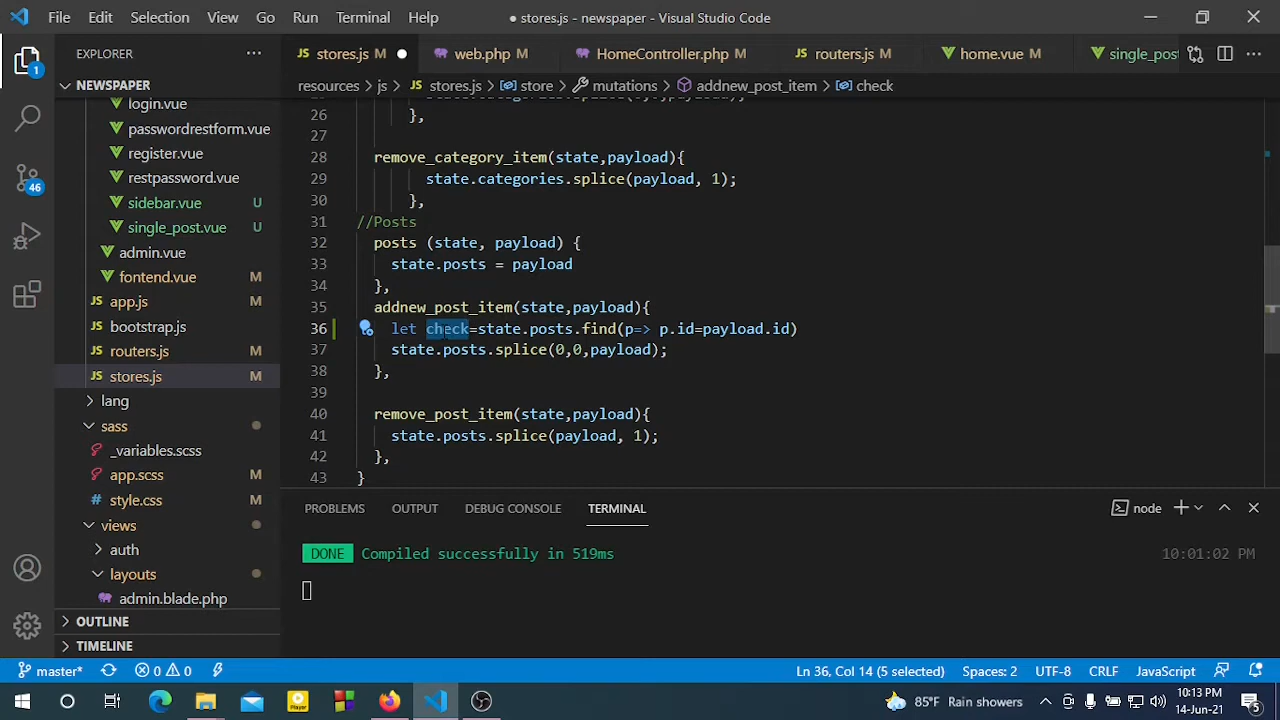 File Edit Selection View Go Run Terminal Help
● stores.js - newspaper - Visual Studio Code
EXPLORER
stores.js M
web.php M
HomeController.php M
routers.js M
home.vue M
single_post
NEWSPAPER
resources > js > stores.js > store > mutations > addnew_post_item > check
login.vue
passwordrestform.vue
register.vue
restpassword.vue
sidebar.vue U
single_post.vue U
admin.vue
fontend.vue M
app.js M
bootstrap.js
routers.js M
stores.js M
lang
sass
_variables.scss
app.scss M
# style.css M
views
auth
layouts
admin.blade.php
OUTLINE
TIMELINE
1
46
26 },
27
28 remove_category_item(state,payload){
29 state.categories.splice(payload, 1);
30 },
31 //Posts
32 posts (state, payload) {
33 state.posts = payload
34 },
35 addnew_post_item(state,payload){
36 let check=state.posts.find(p=> p.id=payload.id)
37 state.posts.splice(0,0,payload);
38 },
39
40 remove_post_item(state,payload){
41 state.posts.splice(payload, 1);
42 },
43 }
PROBLEMS OUTPUT DEBUG CONSOLE TERMINAL
node
DONE Compiled successfully in 519ms 10:01:02 PM
master* 0 0 Ln 36, Col 14 (5 selected) Spaces: 2 UTF-8 CRLF JavaScript
Player
85°F Rain showers
10:13 PM
14-Jun-21
5